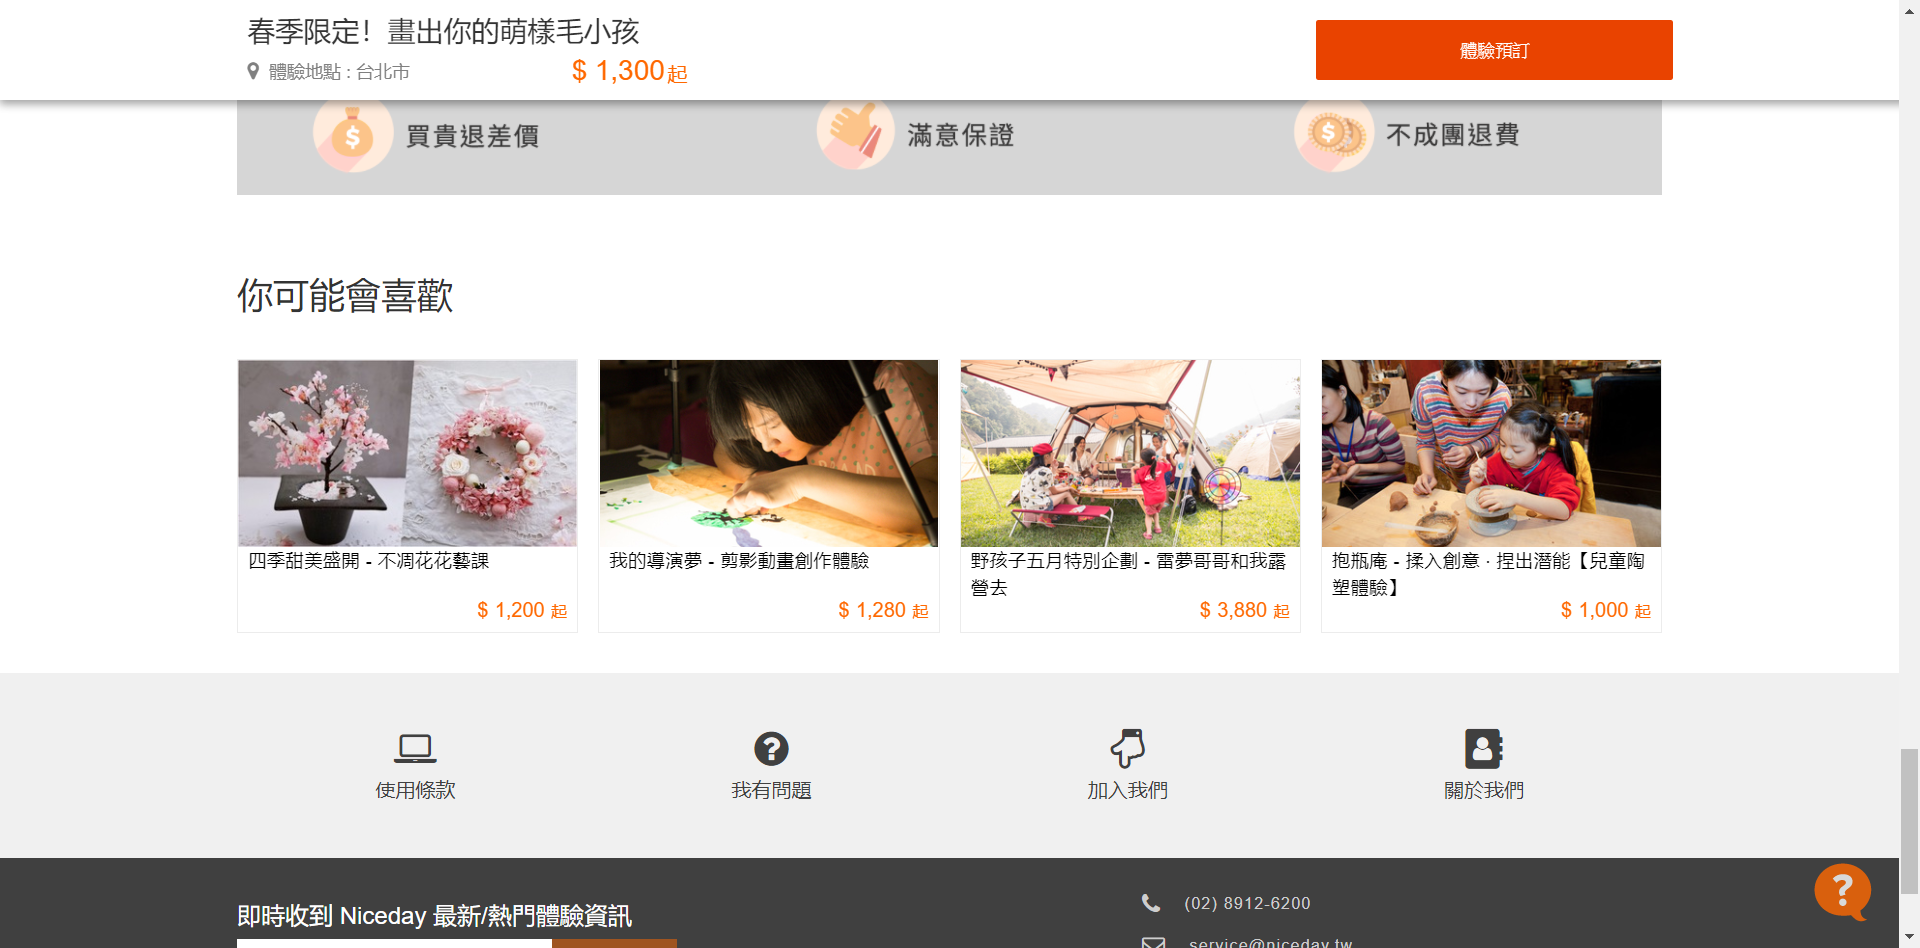 春季限定！畫出你的萌樣毛小孩
體驗地點 : 台北市
$ 1,300起
體驗預訂
買貴退差價
滿意保證
不成團退費
你可能會喜歡
四季甜美盛開 - 不凋花花藝課
$ 1,200 起
我的導演夢 - 剪影動畫創作體驗
$ 1,280 起
野孩子五月特別企劃 - 雷夢哥哥和我露
營去
$ 3,880 起
抱瓶庵 - 揉入創意 · 捏出潛能【兒童陶
塑體驗】
$ 1,000 起
使用條款
我有問題
加入我們
關於我們
即時收到 Niceday 最新/熱門體驗資訊
(02) 8912-6200
service@niceday.tw